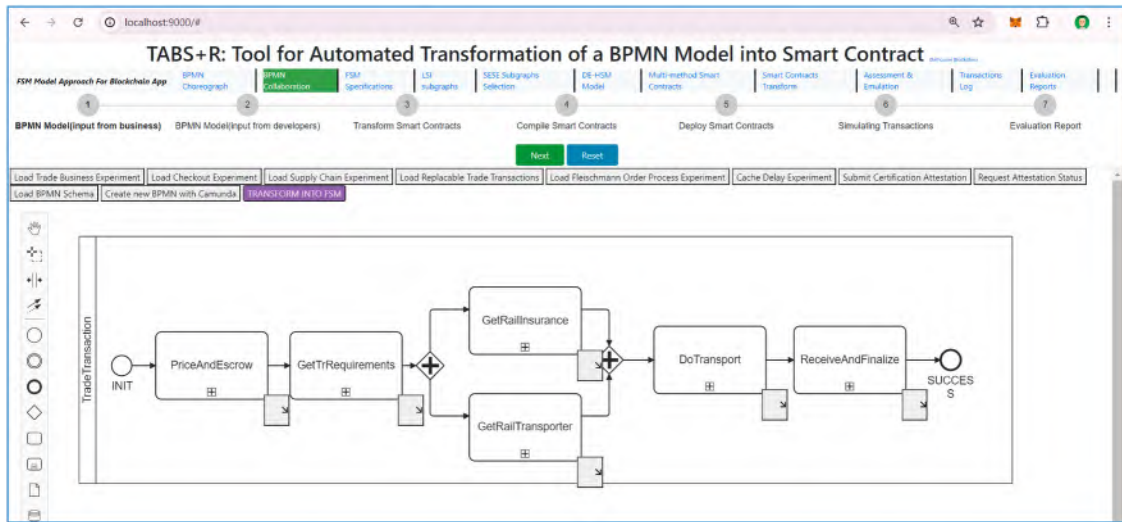 localhost:9000/#
TABS+R: Tool for Automated Transformation of a BPMN Model into Smart Contract
FSM Model Approach For Blockchain App
BPMN Choreograph
BPMN Collaboration
FSM Specifications
LSI subgraphs
SESE Subgraphs Selection
DE-HSM Model
Multi-method Smart Contracts
Smart Contracts Transform
Assessment & Emulation
Transactions Log
Evaluation Reports
1 2 3 4 5 6 7
BPMN Model(input from business) BPMN Model(input from developers) Transform Smart Contracts Compile Smart Contracts Deploy Smart Contracts Simulating Transactions Evaluation Report
Next Reset
Load Trade Business Experiment Load Checkout Experiment Load Supply Chain Experiment Load Replacable Trade Transactions Load Fleischmann Order Process Experiment Cache Delay Experiment Submit Certification Attestation Request Attestation Status
Load BPMN Schema Create new BPMN with Camunda TRANSFORM INTO FSM
TradeTransaction
INIT
PriceAndEscrow
GetTrRequirements
GetRailInsurance
GetRailTransporter
DoTransport
ReceiveAndFinalize
SUCCES
S